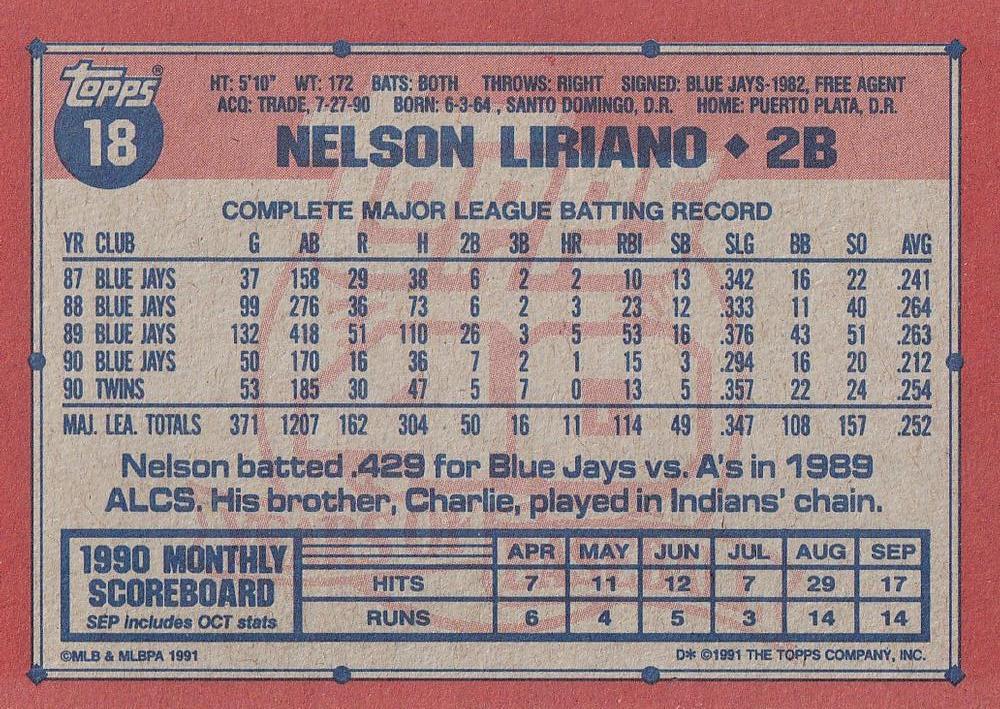 Topps®
18
HT: 5'10" WT: 172 BATS: BOTH THROWS: RIGHT SIGNED: BLUE JAYS-1982, FREE AGENT
ACQ: TRADE, 7-27-90 BORN: 6-3-64 , SANTO DOMINGO, D.R. HOME: PUERTO PLATA, D.R.
NELSON LIRIANO ◆ 2B
COMPLETE MAJOR LEAGUE BATTING RECORD
YR CLUB G AB R H 2B 3B HR RBI SB SLG BB SO AVG
87 BLUE JAYS 37 158 29 38 6 2 2 10 13 .342 16 22 .241
88 BLUE JAYS 99 276 36 73 6 2 3 23 12 .333 11 40 .264
89 BLUE JAYS 132 418 51 110 26 3 5 53 16 .376 43 51 .263
90 BLUE JAYS 50 170 16 36 7 2 1 15 3 .294 16 20 .212
90 TWINS 53 185 30 47 5 7 0 13 5 .357 22 24 .254
MAJ. LEA. TOTALS 371 1207 162 304 50 16 11 114 49 .347 108 157 .252
Nelson batted .429 for Blue Jays vs. A's in 1989
ALCS. His brother, Charlie, played in Indians' chain.
1990 MONTHLY
SCOREBOARD
SEP includes OCT stats
APR MAY JUN JUL AUG SEP
HITS 7 11 12 7 29 17
RUNS 6 4 5 3 14 14
©MLB & MLBPA 1991
D* ©1991 THE TOPPS COMPANY, INC.